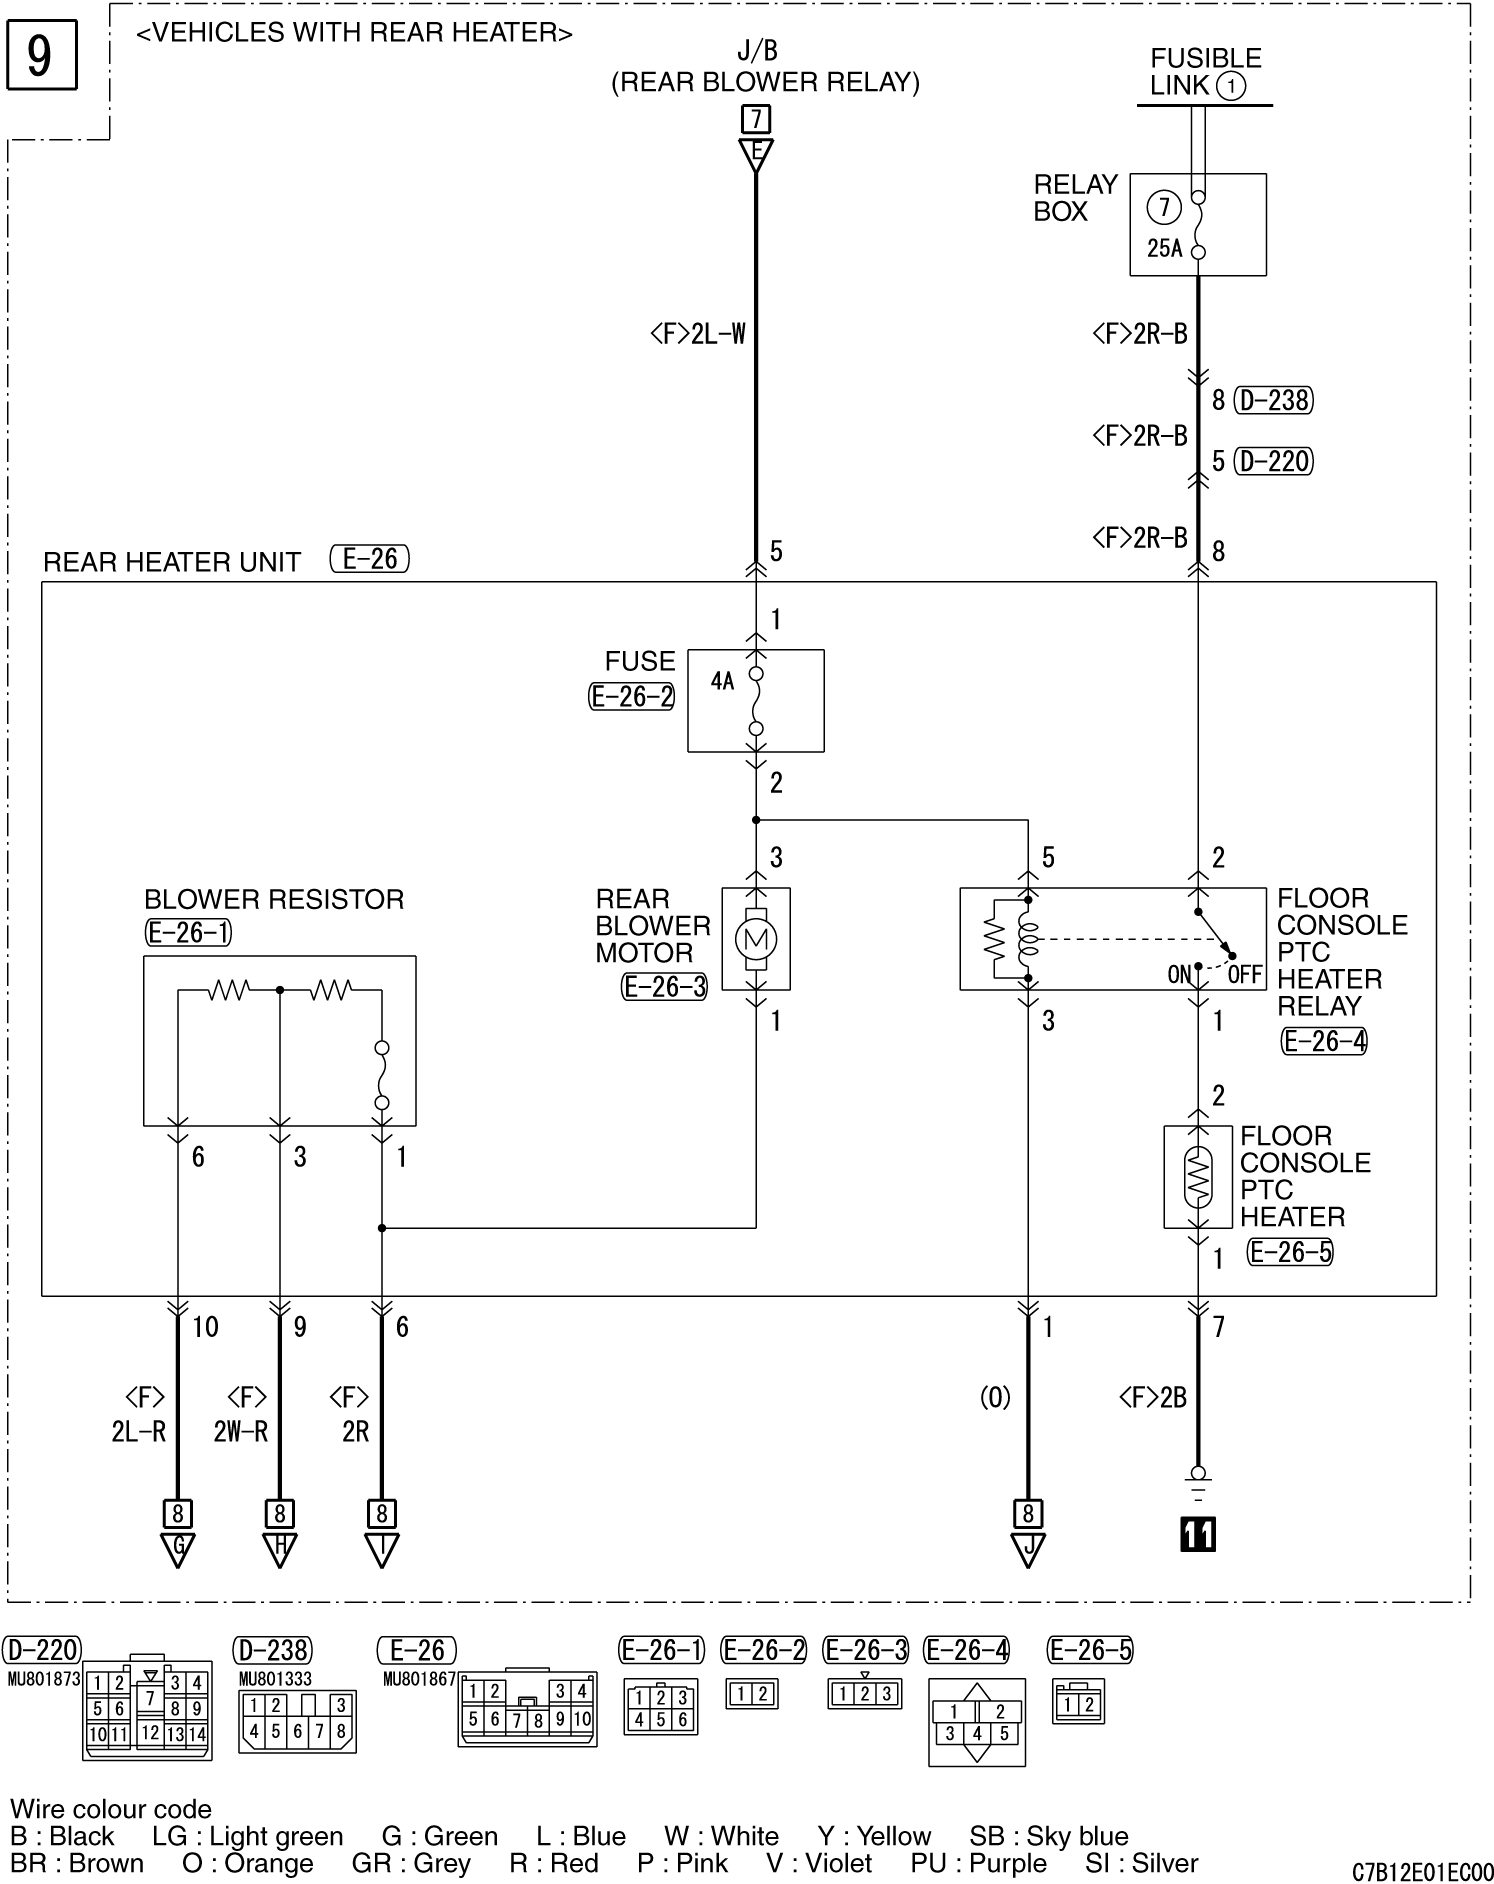 9
<VEHICLES WITH REAR HEATER>
J/B
(REAR BLOWER RELAY)
7
E
FUSIBLE
LINK 1
RELAY
BOX
7
25A
<F>2L-W
<F>2R-B
8 D-238
<F>2R-B
5 D-220
<F>2R-B
5
8
REAR HEATER UNIT E-26
1
FUSE
E-26-2
4A
2
3
5
2
BLOWER RESISTOR
E-26-1
REAR
BLOWER
MOTOR
E-26-3
M
ON
OFF
FLOOR
CONSOLE
PTC
HEATER
RELAY
E-26-4
1
3
1
2
6
3
1
FLOOR
CONSOLE
PTC
HEATER
E-26-5
1
10
9
6
1
7
<F>
2L-R
<F>
2W-R
<F>
2R
(O)
<F>2B
8
8
8
8
G
H
I
J
11
D-220
MU801873
1 2 3 4
7
5 6 8 9
10 11 12 13 14
D-238
MU801333
1 2 3
4 5 6 7 8
E-26
MU801867
1 2 3 4
5 6 7 8 9 10
E-26-1
1 2 3
4 5 6
E-26-2
1 2
E-26-3
1 2 3
E-26-4
1 2
3 4 5
E-26-5
1 2
Wire colour code
B : Black LG : Light green G : Green L : Blue W : White Y : Yellow SB : Sky blue
BR : Brown O : Orange GR : Grey R : Red P : Pink V : Violet PU : Purple SI : Silver
C7B12E01EC00